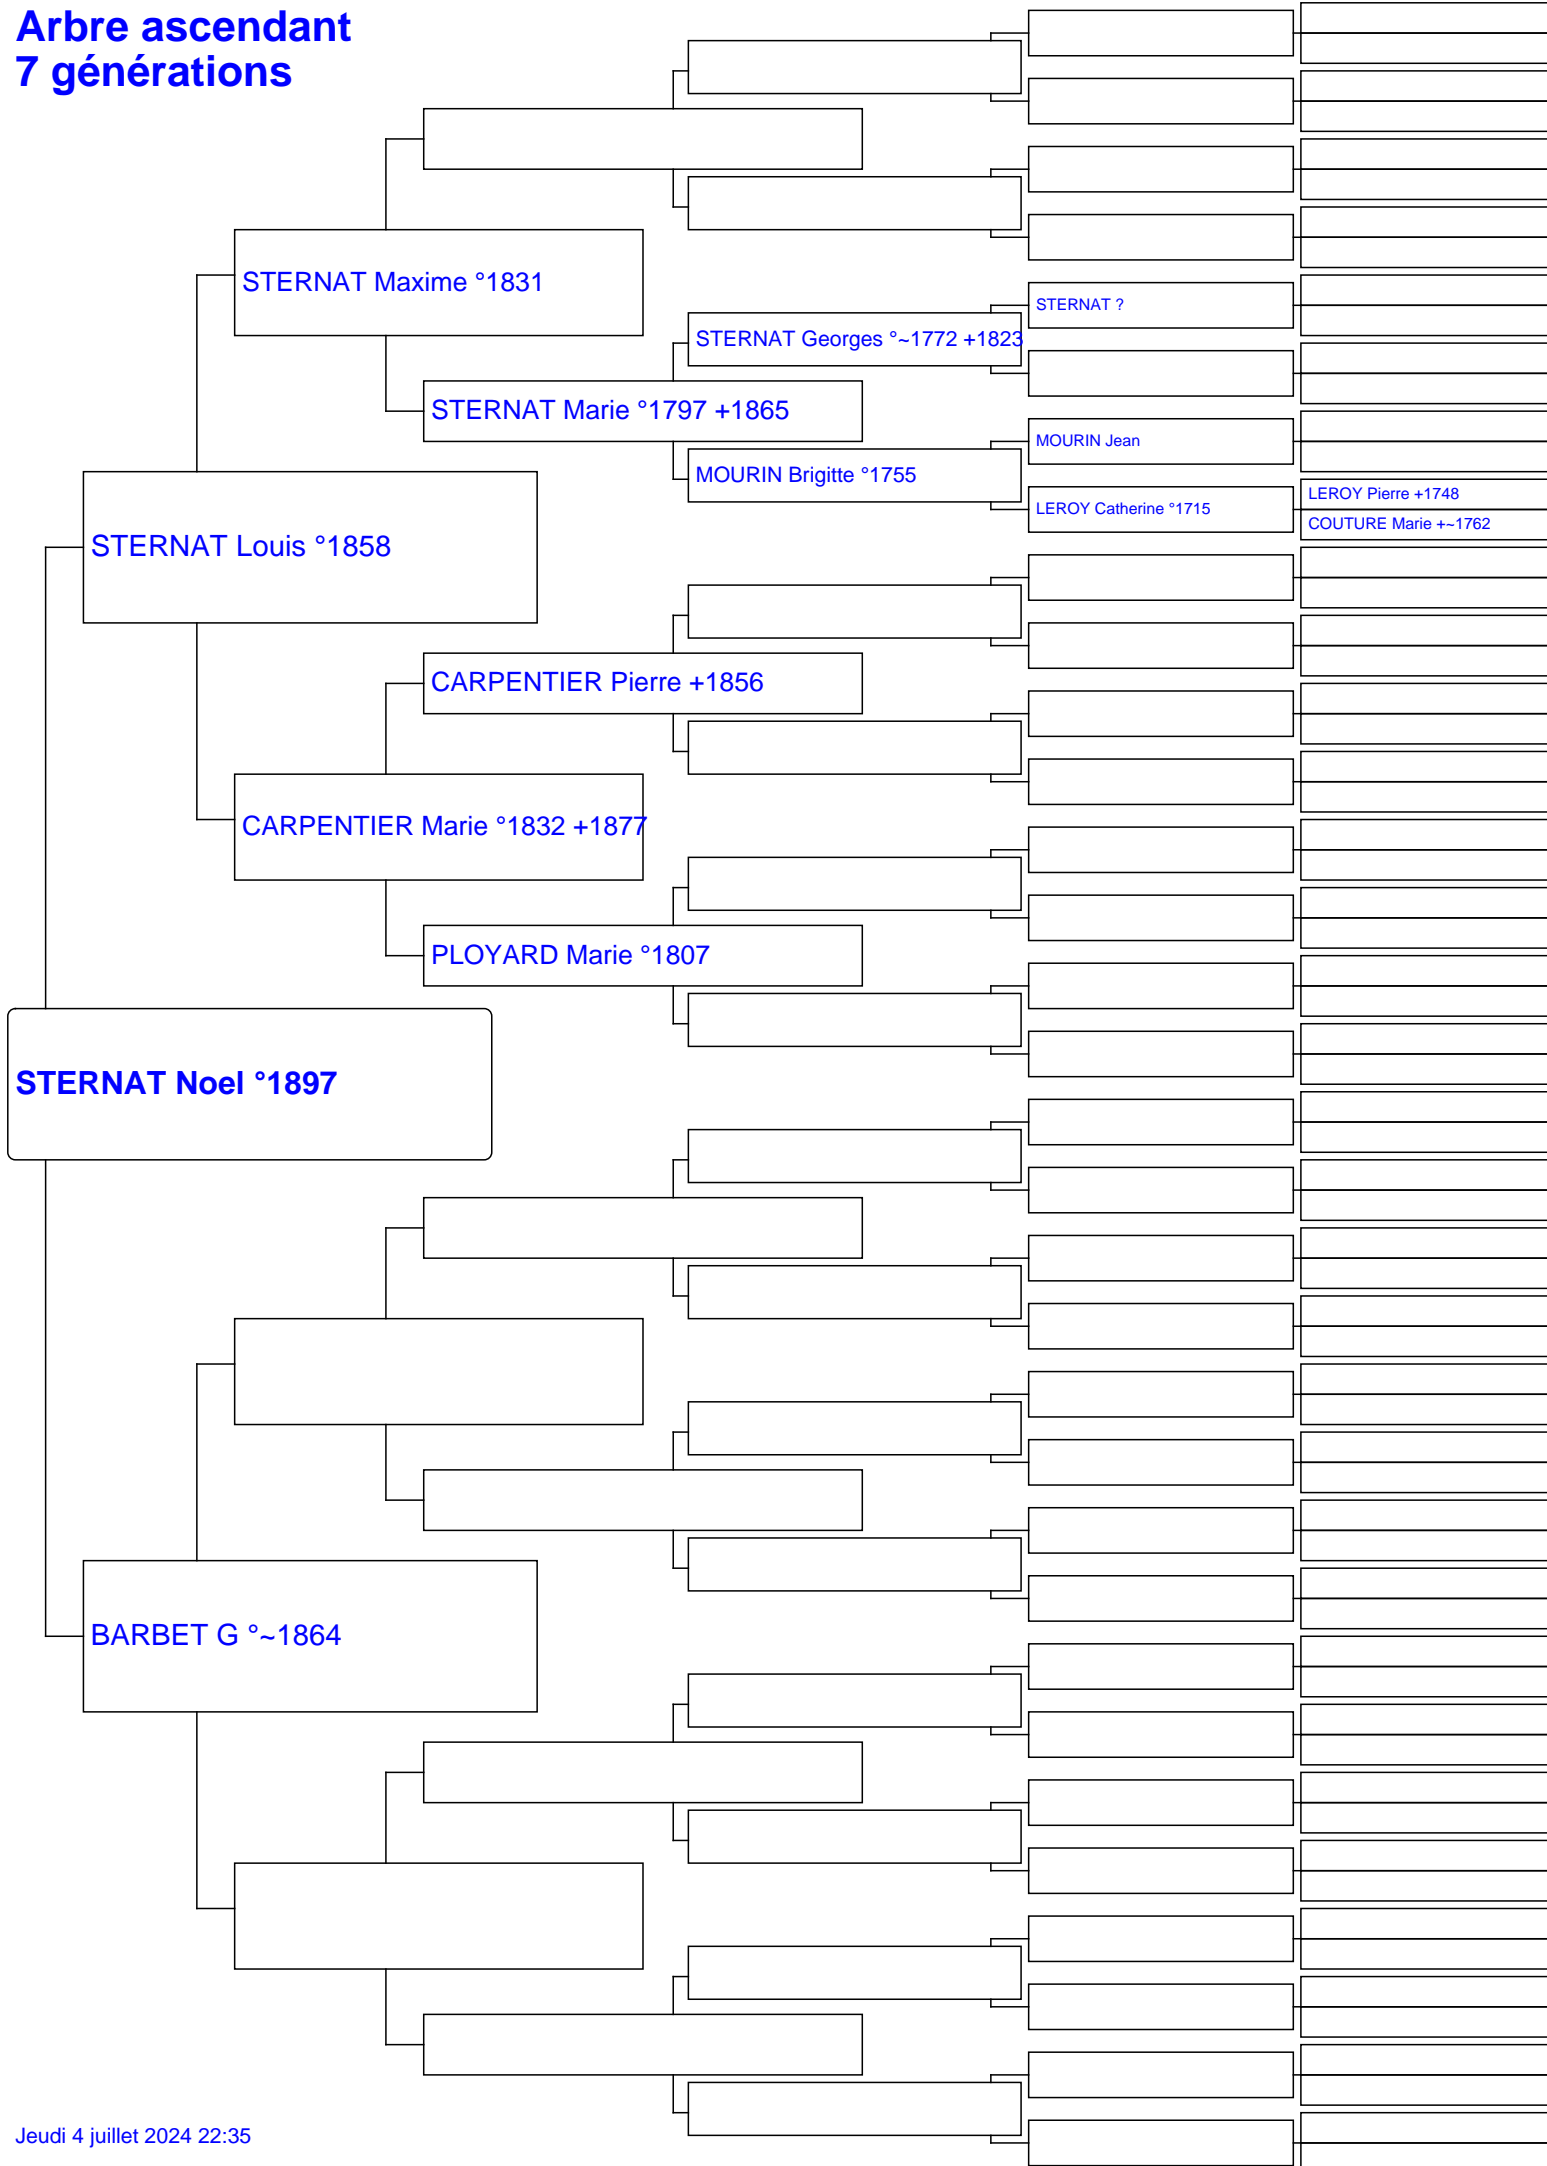 Arbre ascendant
7 générations
STERNAT Maxime °1831
STERNAT ?
STERNAT Georges °~1772 +1823
STERNAT Marie °1797 +1865
MOURIN Jean
MOURIN Brigitte °1755
LEROY Pierre +1748
LEROY Catherine °1715
COUTURE Marie +~1762
STERNAT Louis °1858
CARPENTIER Pierre +1856
CARPENTIER Marie °1832 +1877
PLOYARD Marie °1807
STERNAT Noel °1897
BARBET G °~1864
Jeudi 4 juillet 2024 22:35